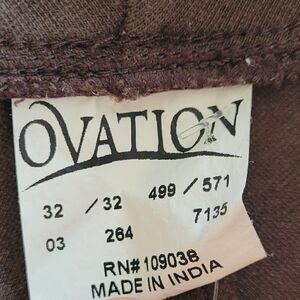 OVATION
32 / 32 499 / 571
03 264 7135
RN# 109038
MADE IN INDIA